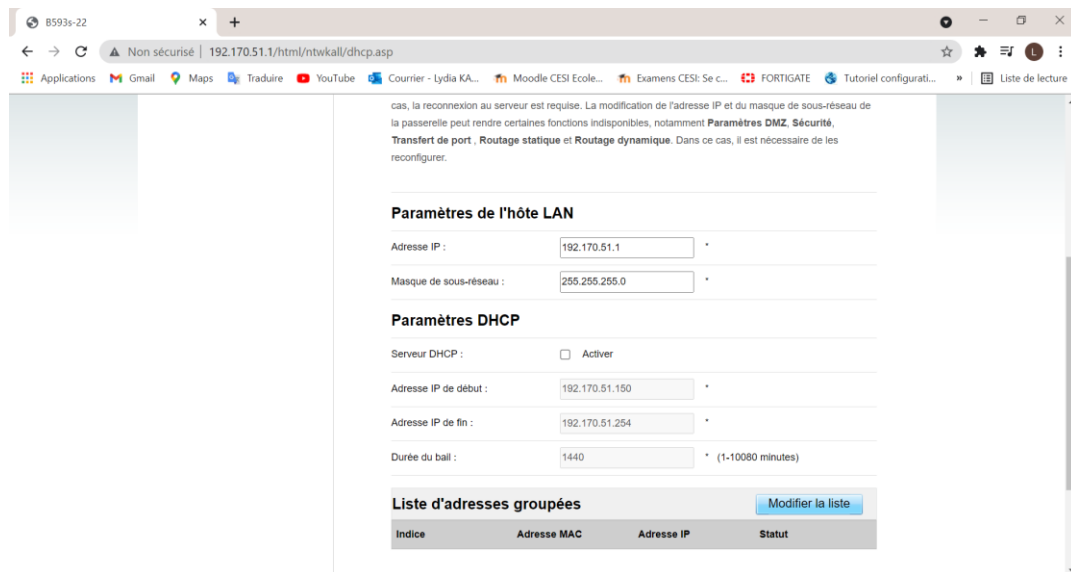 B593s-22
Non sécurisé | 192.170.51.1/html/ntwkall/dhcp.asp
L
Applications Gmail Maps Traduire YouTube Courrier - Lydia KA... Moodle CESI Ecole... Examens CESI: Se c... FORTIGATE Tutoriel configurati... » Liste de lecture
cas, la reconnexion au serveur est requise. La modification de l'adresse IP et du masque de sous-réseau de
la passerelle peut rendre certaines fonctions indisponibles, notamment Paramètres DMZ, Sécurité,
Transfert de port , Routage statique et Routage dynamique. Dans ce cas, il est nécessaire de les
reconfigurer.
Paramètres de l'hôte LAN
Adresse IP : 192.170.51.1 *
Masque de sous-réseau : 255.255.255.0 *
Paramètres DHCP
Serveur DHCP : Activer
Adresse IP de début : 192.170.51.150 *
Adresse IP de fin : 192.170.51.254 *
Durée du bail : 1440 * (1-10080 minutes)
Liste d'adresses groupées Modifier la liste
Indice Adresse MAC Adresse IP Statut